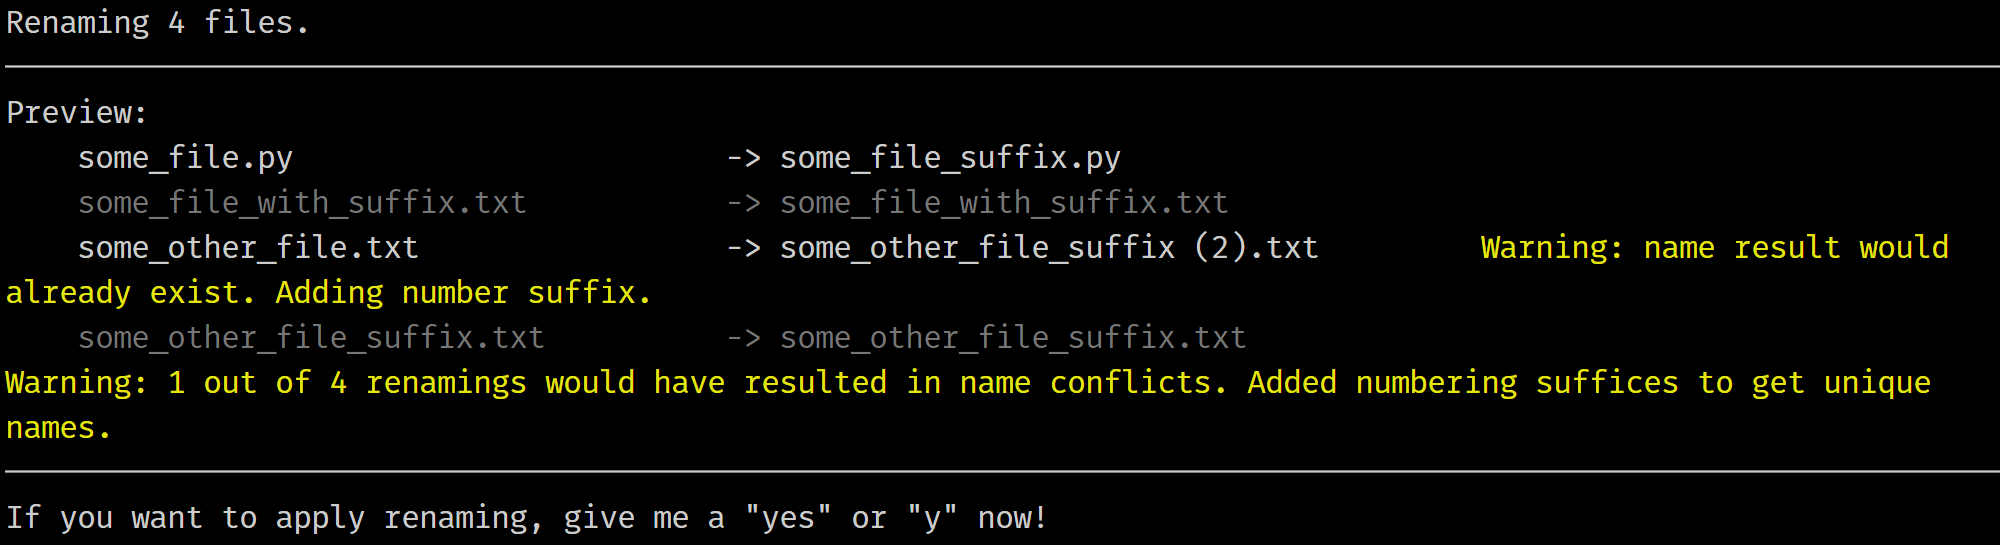 Renaming 4 files.
Preview:
some_file.py -> some_file_suffix.py
some_file_with_suffix.txt -> some_file_with_suffix.txt
some_other_file.txt -> some_other_file_suffix (2).txt Warning: name result would
already exist. Adding number suffix.
some_other_file_suffix.txt -> some_other_file_suffix.txt
Warning: 1 out of 4 renamings would have resulted in name conflicts. Added numbering suffices to get unique
names.
If you want to apply renaming, give me a "yes" or "y" now!